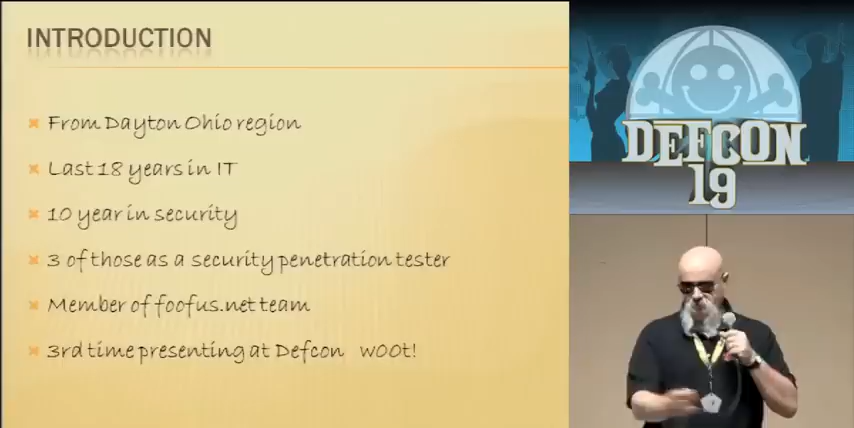 INTRODUCTION
From Dayton Ohio region
Last 18 years in IT
10 year in security
3 of those as a security penetration tester
Member of foofus.net team
3rd time presenting at Defcon w00t!
DEFCON
19